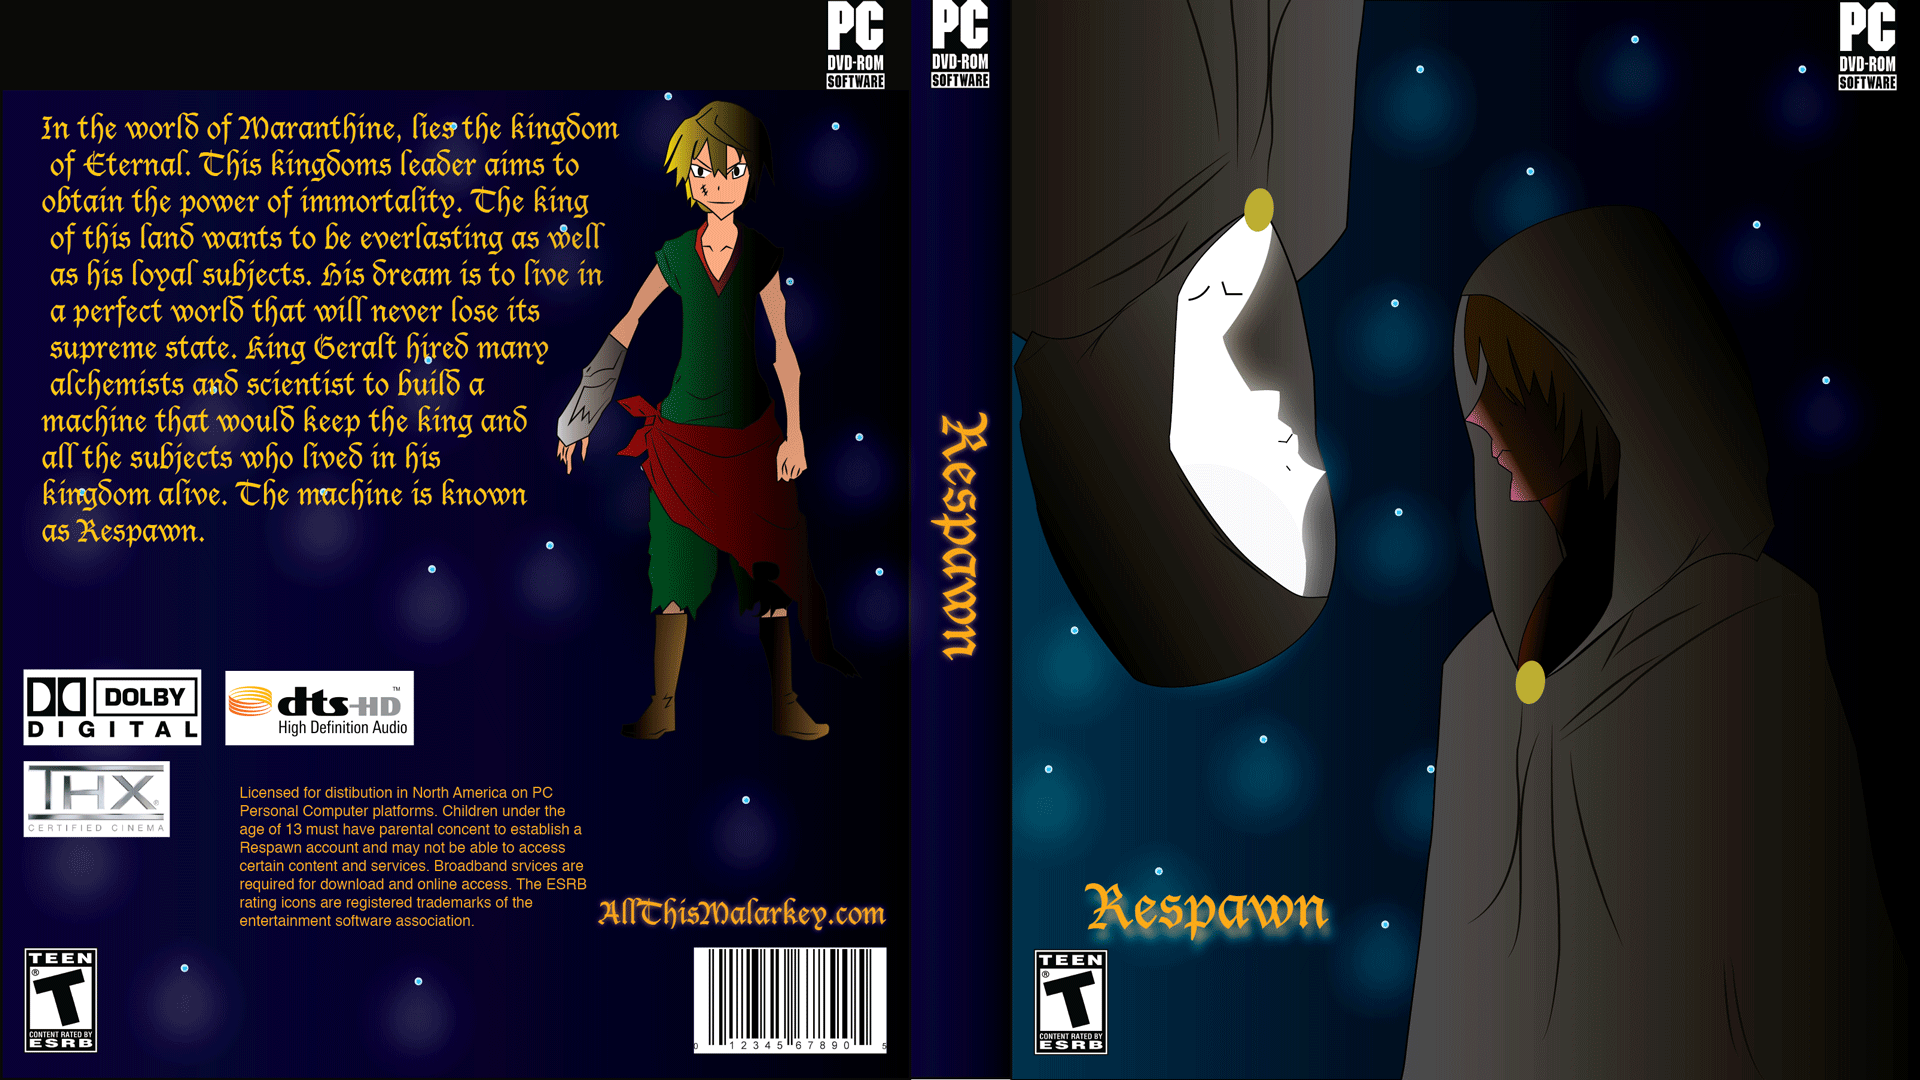 PC
DVD-ROM
SOFTWARE
In the world of Maranthine, lies the kingdom
of Eternal. This kingdoms leader aims to
obtain the power of immortality. The king
of this land wants to be everlasting as well
as his loyal subjects. His dream is to live in
a perfect world that will never lose its
supreme state. King Geralt hired many
alchemists and scientist to build a
machine that would keep the king and
all the subjects who lived in his
kingdom alive. The machine is known
as Respawn.
DOLBY
DIGITAL
dts-HD™
High Definition Audio
THX®
CERTIFIED CINEMA
Licensed for distibution in North America on PC
Personal Computer platforms. Children under the
age of 13 must have parental concent to establish a
Respawn account and may not be able to access
certain content and services. Broadband srvices are
required for download and online access. The ESRB
rating icons are registered trademarks of the
entertainment software association.
AllThisMalarkey.com
TEEN
®
T
CONTENT RATED BY
ESRB
0 12345 67890 5
PC
DVD-ROM
SOFTWARE
Respawn
PC
DVD-ROM
SOFTWARE
Respawn
TEEN
®
T
CONTENT RATED BY
ESRB